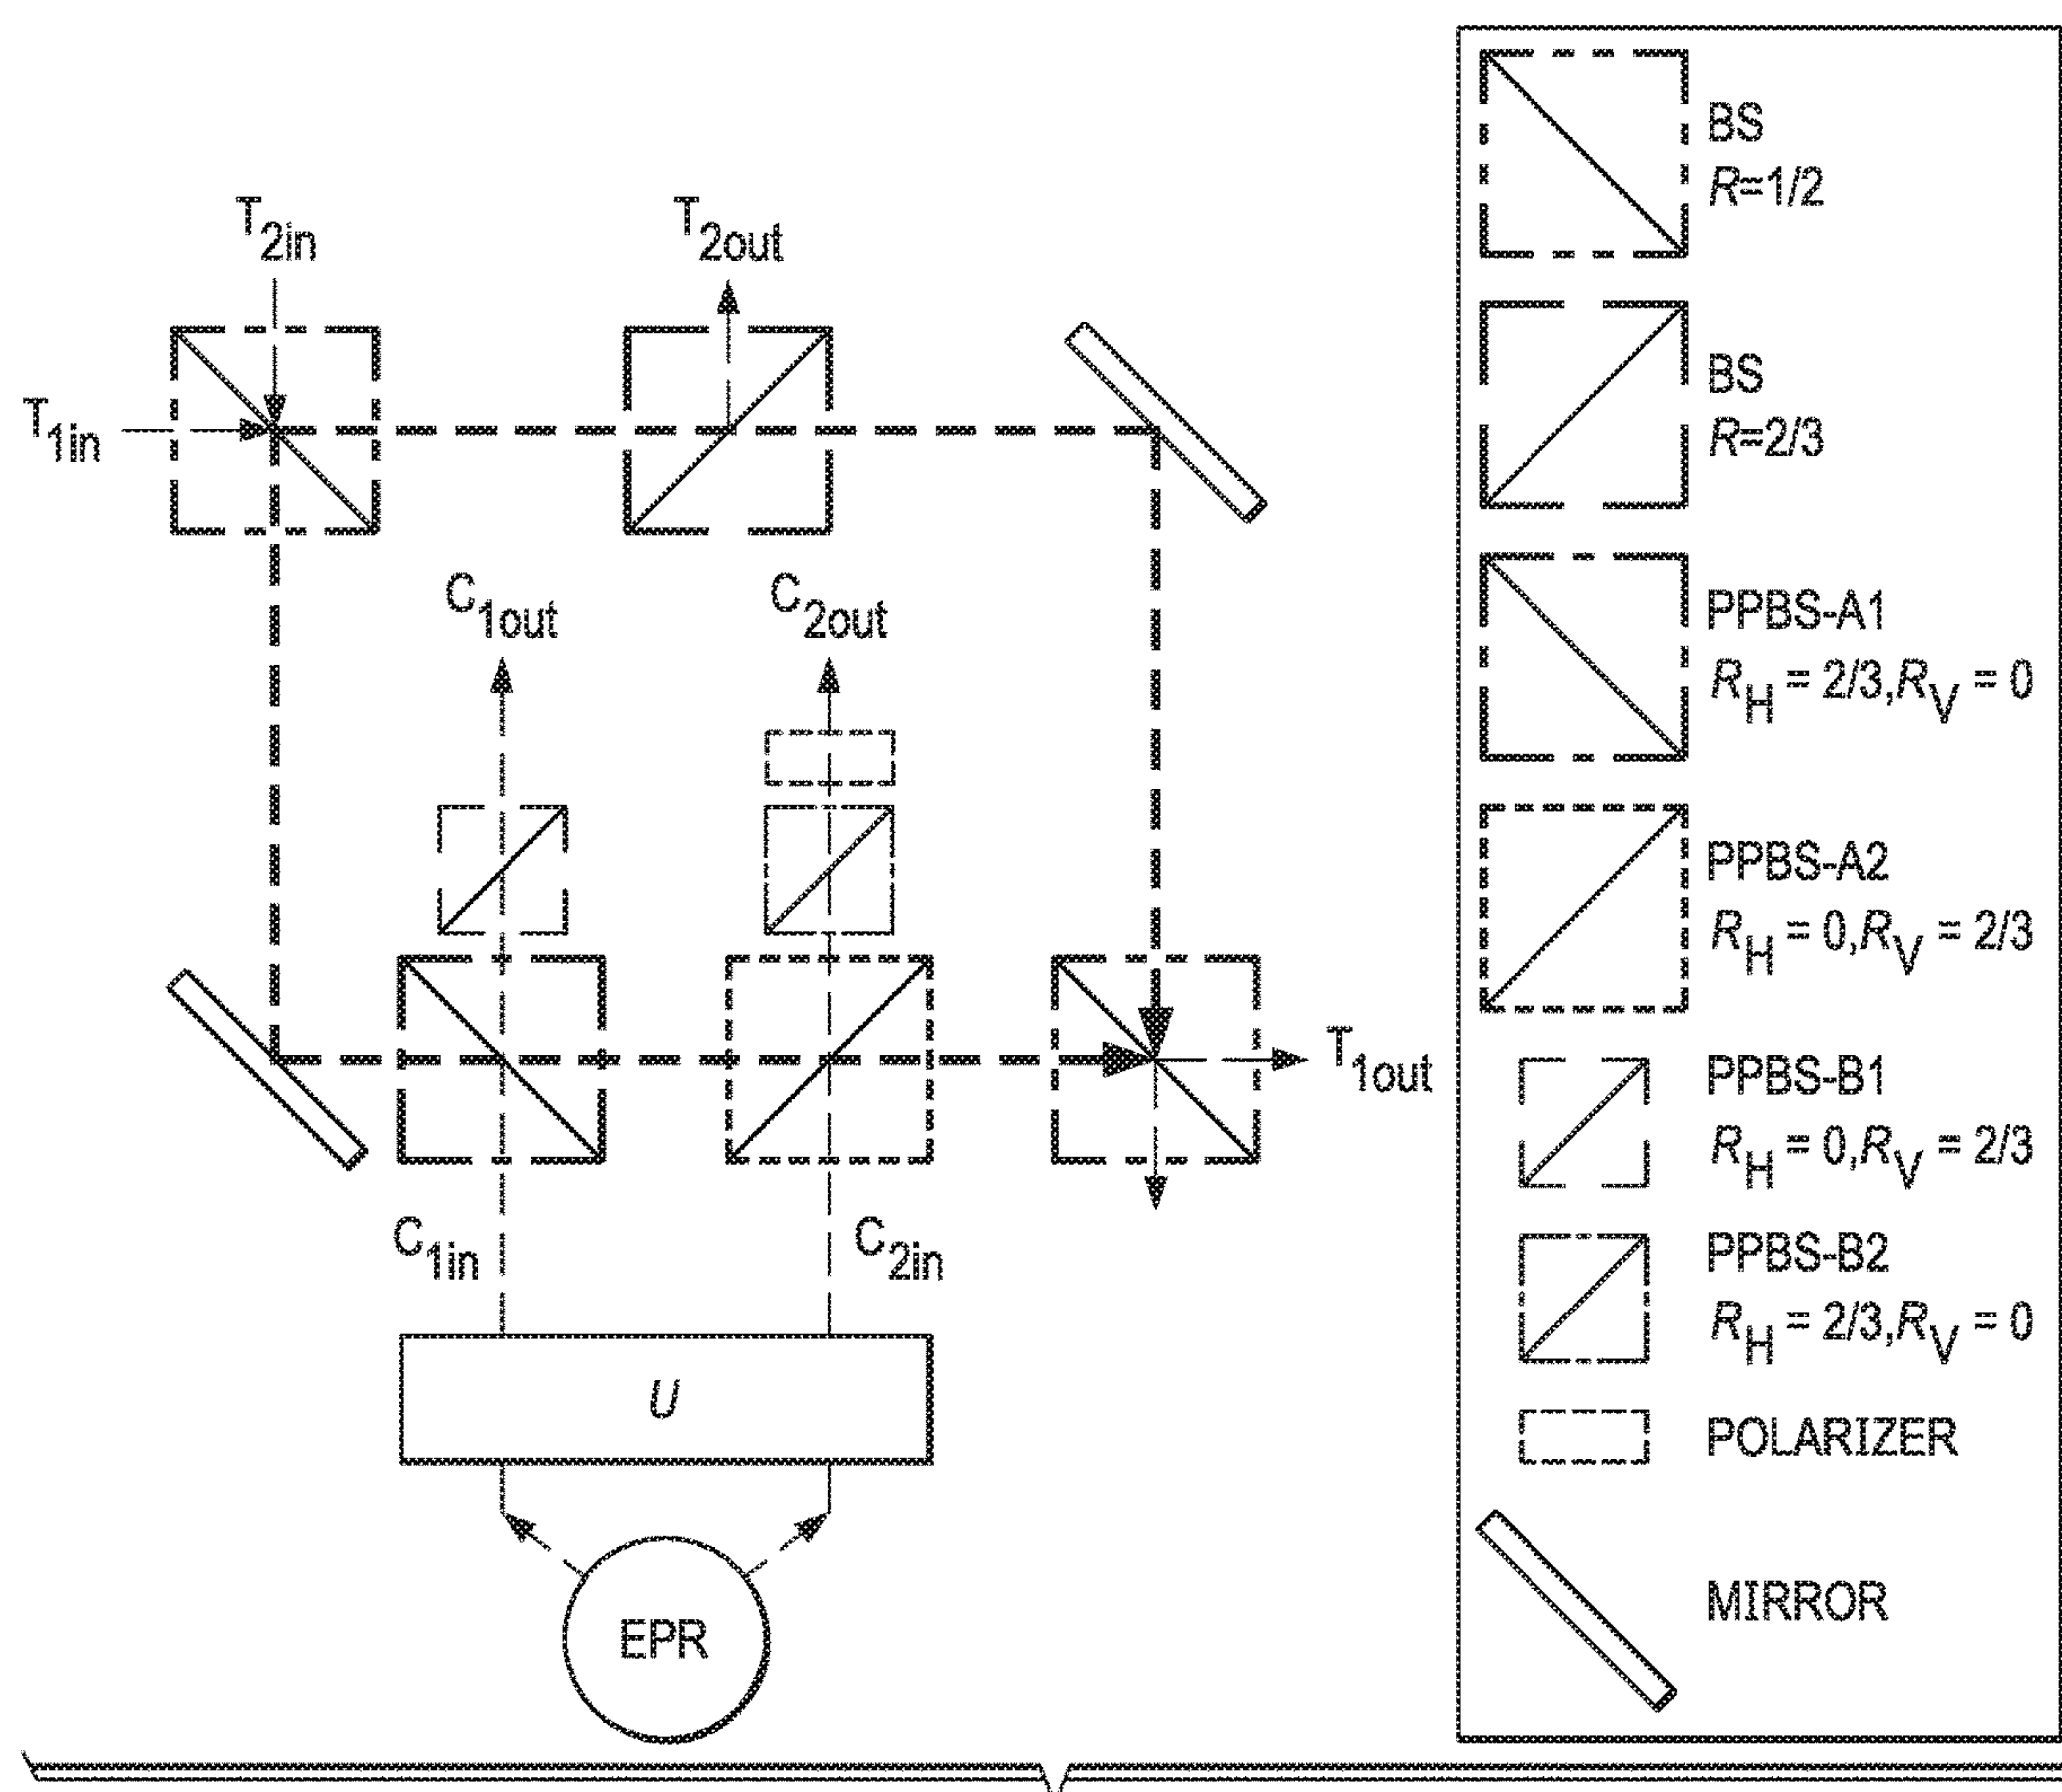 T2in
T2out
T1in
C1out
C2out
T1out
C1in
C2in
U
EPR
BS
R=1/2
BS
R=2/3
PPBS-A1
RH = 2/3,RV = 0
PPBS-A2
RH = 0,RV = 2/3
PPBS-B1
RH = 0,RV = 2/3
PPBS-B2
RH = 2/3,RV = 0
POLARIZER
MIRROR